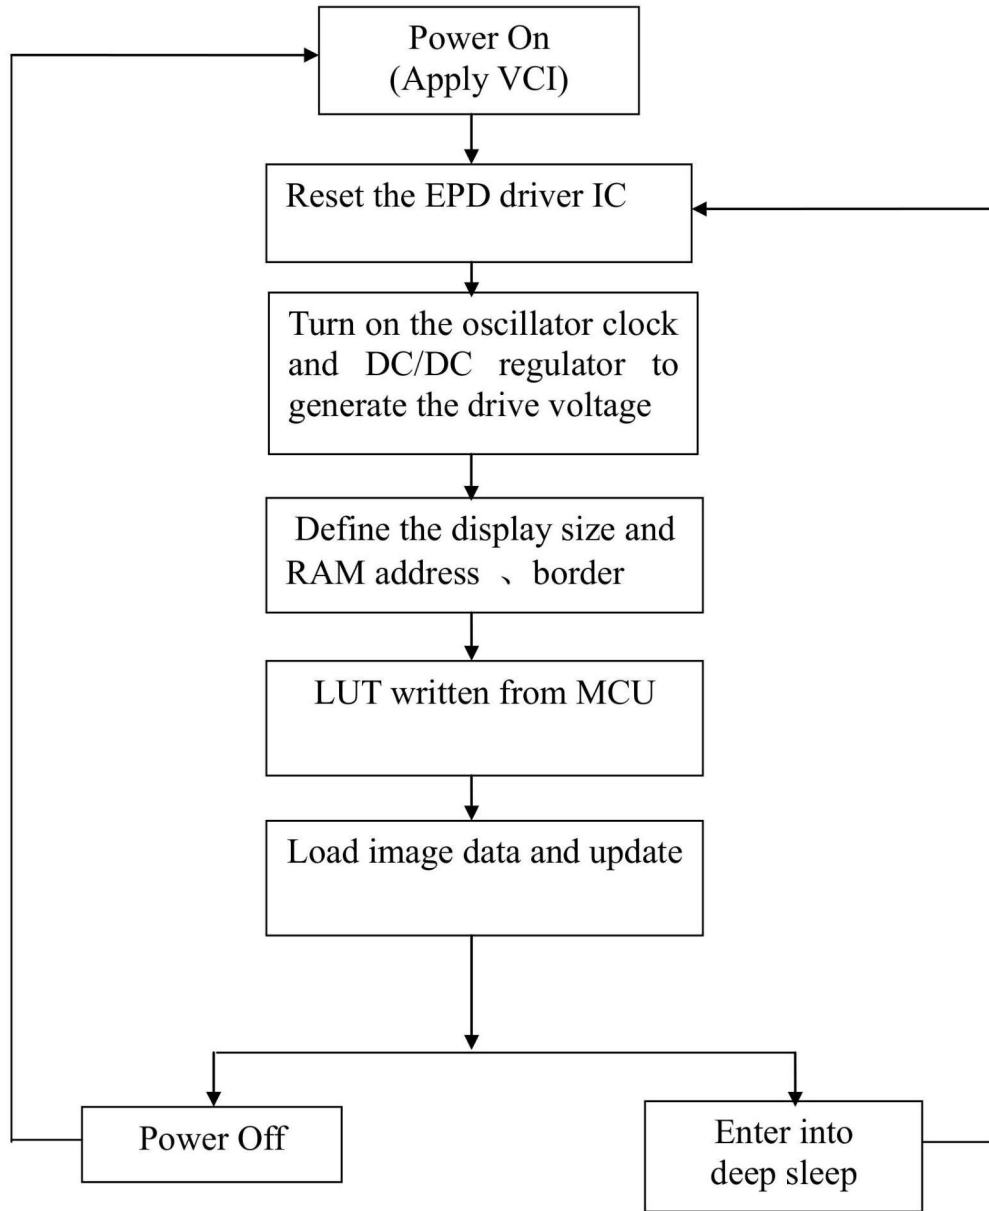 Power On
(Apply VCI)
Reset the EPD driver IC
Turn on the oscillator clock
and DC/DC regulator to
generate the drive voltage
Define the display size and
RAM address 、border
LUT written from MCU
Load image data and update
Power Off
Enter into
deep sleep